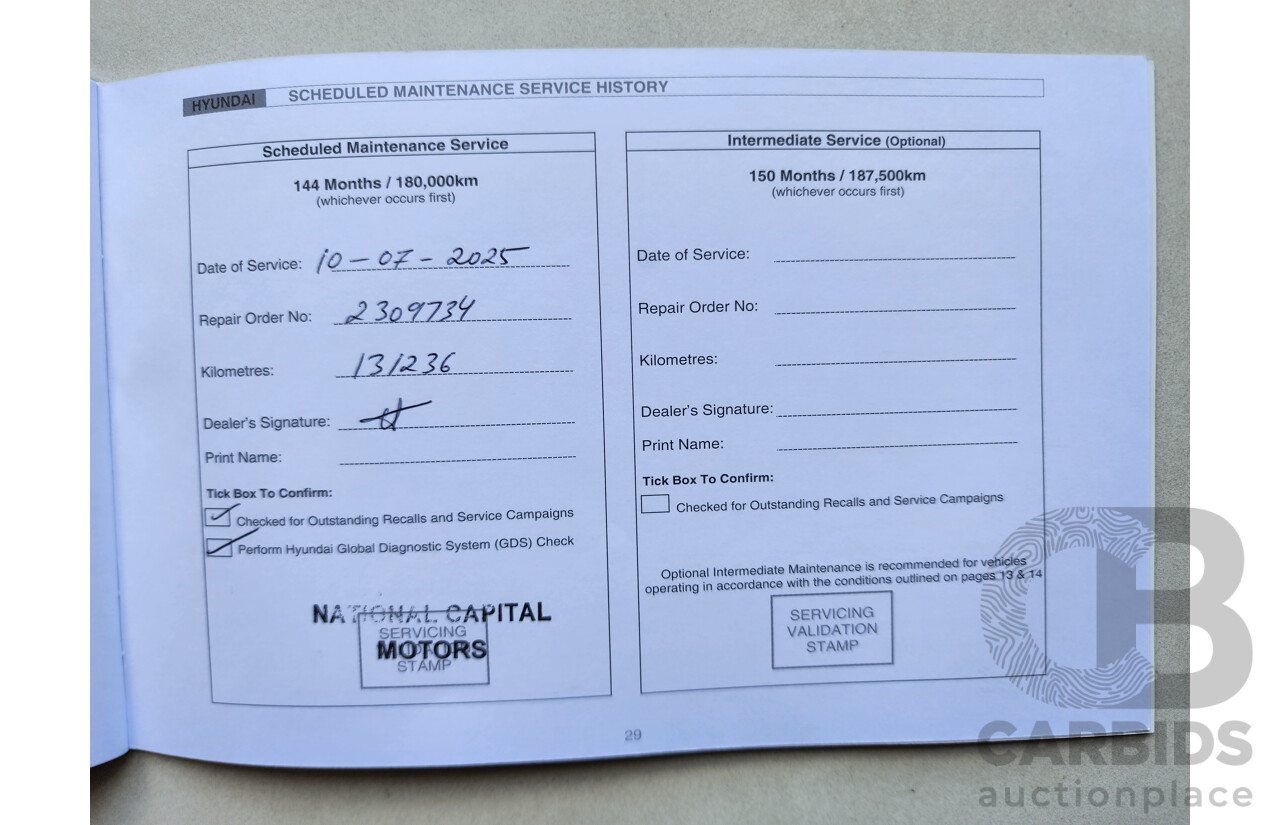 HYUNDAI SCHEDULED MAINTENANCE SERVICE HISTORY
Scheduled Maintenance Service
144 Months / 180,000km
(whichever occurs first)
Date of Service: 10-07-2025
Repair Order No: 2309734
Kilometres: 131236
Dealer's Signature:
Print Name:
Tick Box To Confirm:
Checked for Outstanding Recalls and Service Campaigns
Perform Hyundai Global Diagnostic System (GDS) Check
NATIONAL CAPITAL
SERVICING
MOTORS
STAMP
Intermediate Service (Optional)
150 Months / 187,500km
(whichever occurs first)
Date of Service:
Repair Order No:
Kilometres:
Dealer's Signature:
Print Name:
Tick Box To Confirm:
Checked for Outstanding Recalls and Service Campaigns
Optional Intermediate Maintenance is recommended for vehicles
operating in accordance with the conditions outlined on pages 13 & 14
SERVICING
VALIDATION
STAMP
29
CB
CARBIDS
auctionplace